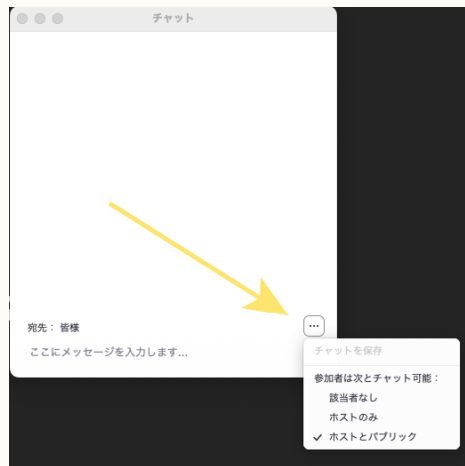 チャット
宛先： 皆様
...
ここにメッセージを入力します...
チャットを保存
参加者は次とチャット可能：
該当者なし
ホストのみ
✓ ホストとパブリック